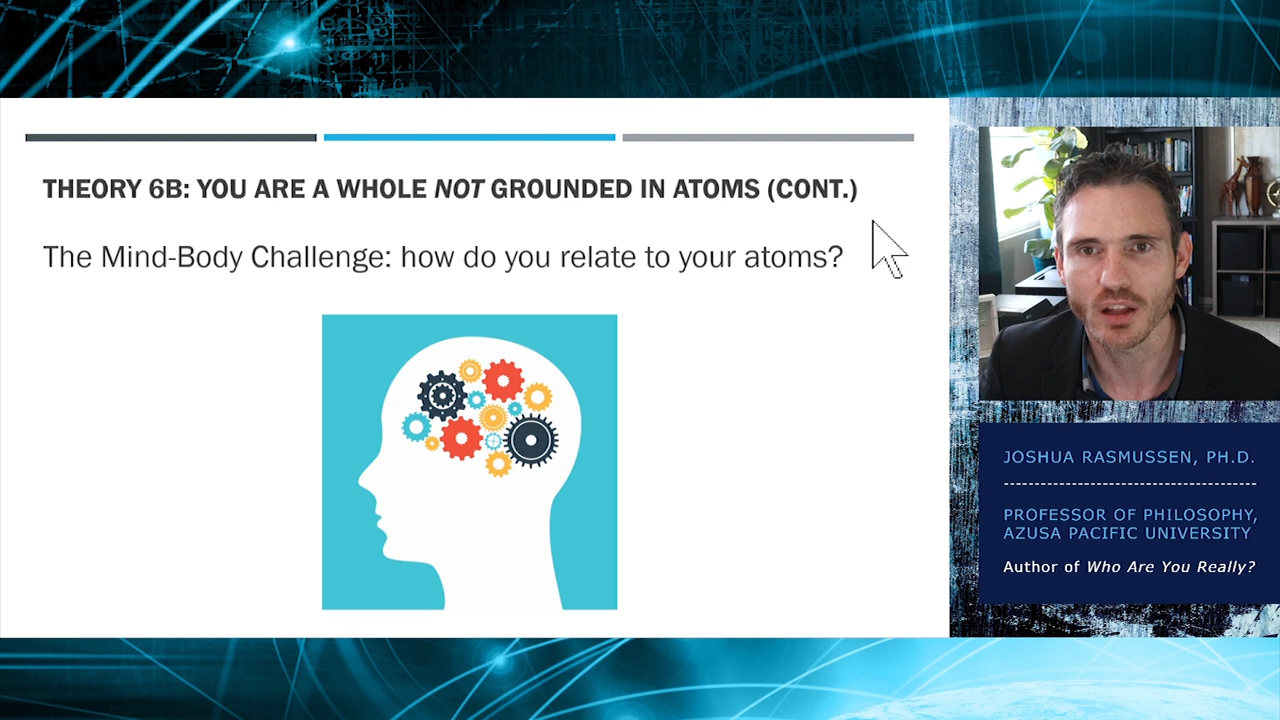 THEORY 6B: YOU ARE A WHOLE NOT GROUNDED IN ATOMS (CONT.)
The Mind-Body Challenge: how do you relate to your atoms?
JOSHUA RASMUSSEN, PH.D.
PROFESSOR OF PHILOSOPHY,
AZUSA PACIFIC UNIVERSITY
Author of Who Are You Really?